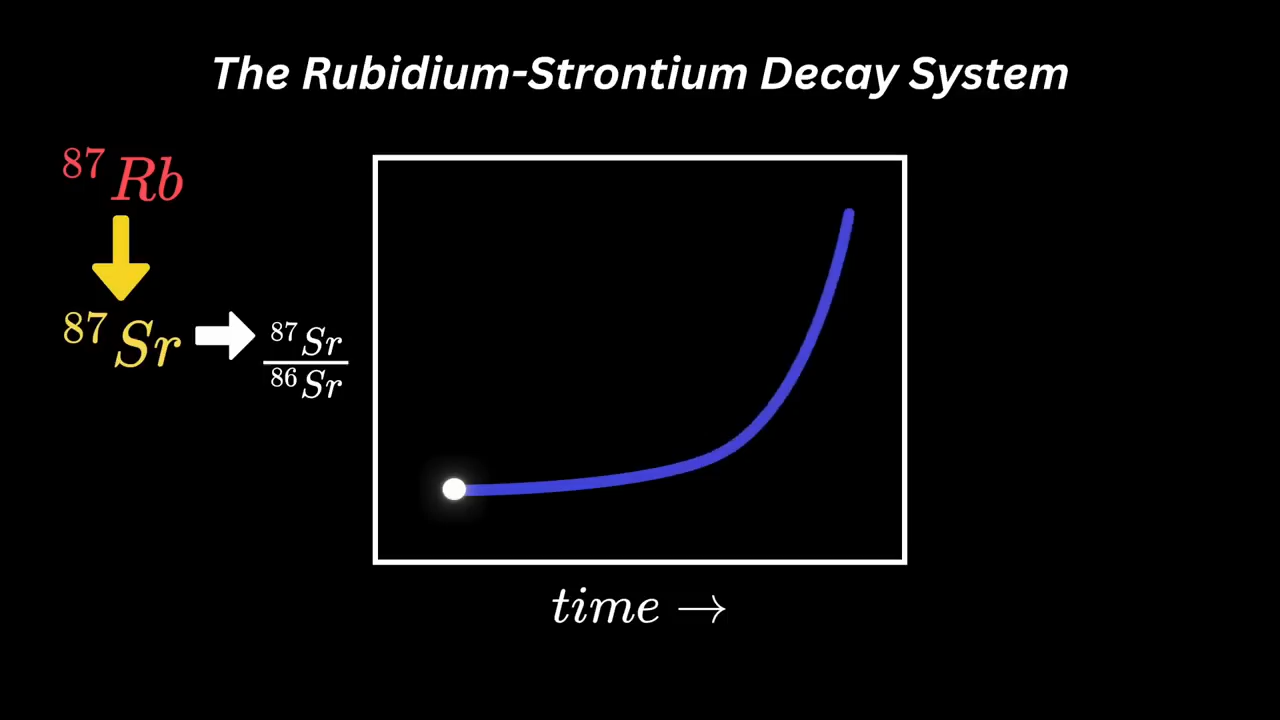 The Rubidium-Strontium Decay System
⁸⁷Rb
⁸⁷Sr
⁸⁷Sr
⁸⁶Sr
time →